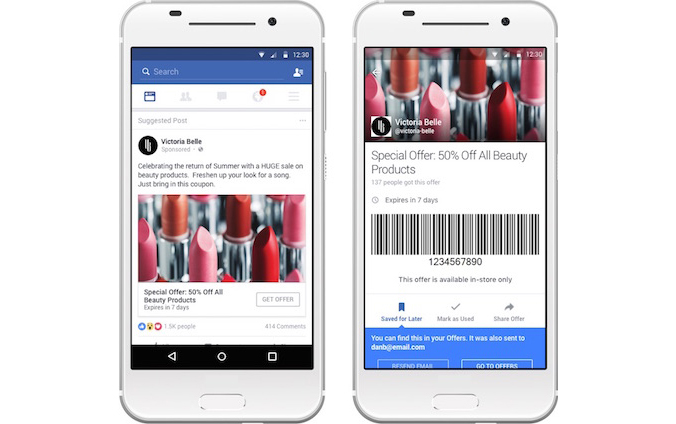 12:30
Search
1
Suggested Post
Victoria Belle
Sponsored
Celebrating the return of Summer with a HUGE sale on
beauty products. Freshen up your look for a song.
Just bring in this coupon.
Special Offer: 50% Off All
Beauty Products
Expires in 7 days
GET OFFER
1.5K people
414 Comments
12:30
Victoria Belle
@victoria-belle
Special Offer: 50% Off All Beauty
Products
137 people got this offer
Expires in 7 days
1234567890
This offer is available in-store only
Saved for Later
Mark as Used
Share Offer
You can find this in your Offers. It was also sent to
danb@email.com
RESEND EMAIL
GO TO OFFERS